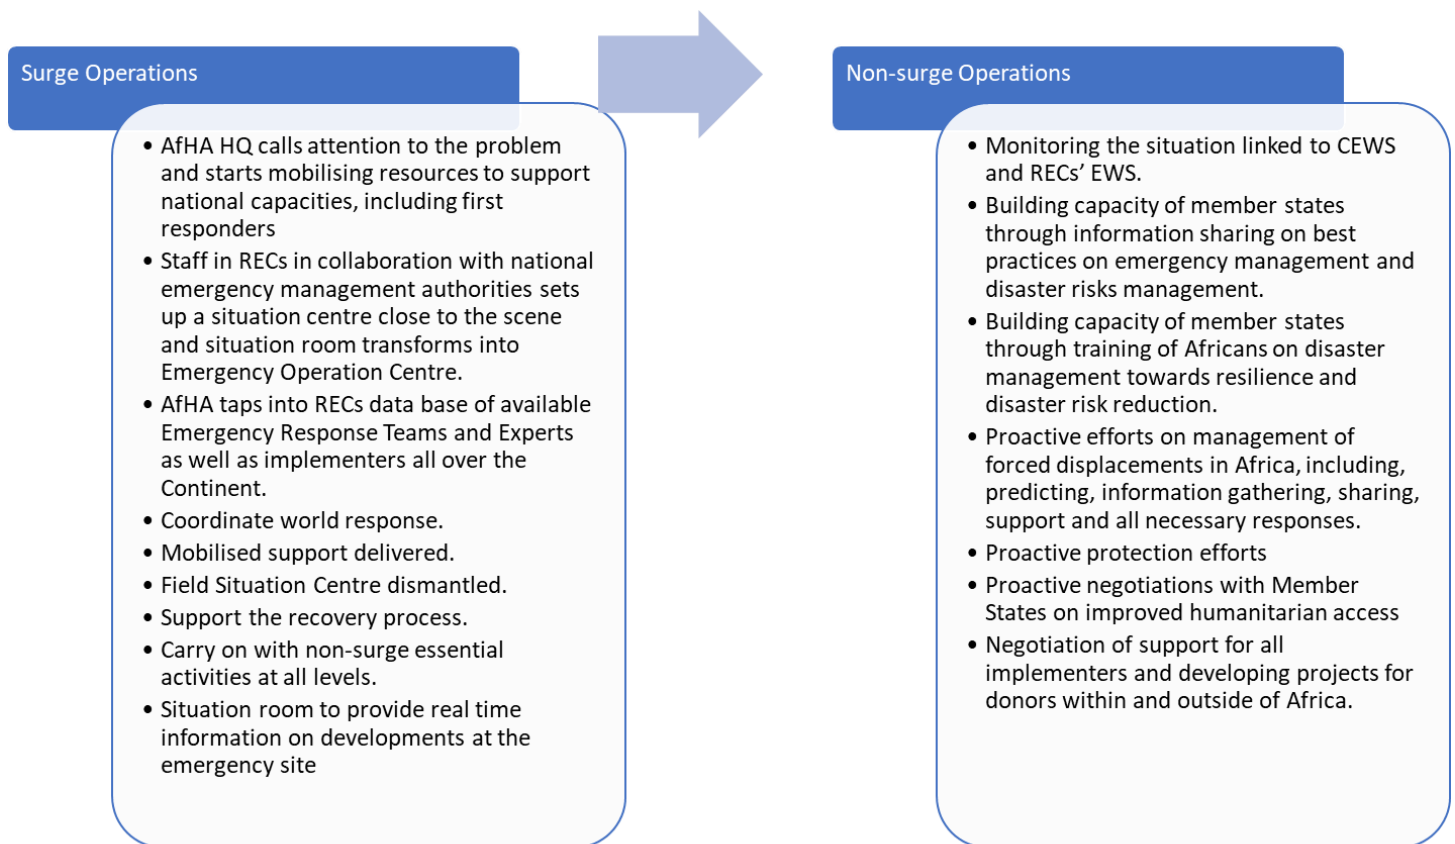 Surge Operations
• AfHA HQ calls attention to the problem
and starts mobilising resources to support
national capacities, including first
responders
• Staff in RECs in collaboration with national
emergency management authorities sets
up a situation centre close to the scene
and situation room transforms into
Emergency Operation Centre.
• AfHA taps into RECs data base of available
Emergency Response Teams and Experts
as well as implementers all over the
Continent.
• Coordinate world response.
• Mobilised support delivered.
• Field Situation Centre dismantled.
• Support the recovery process.
• Carry on with non-surge essential
activities at all levels.
• Situation room to provide real time
information on developments at the
emergency site
Non-surge Operations
• Monitoring the situation linked to CEWS
and RECs’ EWS.
• Building capacity of member states
through information sharing on best
practices on emergency management and
disaster risks management.
• Building capacity of member states
through training of Africans on disaster
management towards resilience and
disaster risk reduction.
• Proactive efforts on management of
forced displacements in Africa, including,
predicting, information gathering, sharing,
support and all necessary responses.
• Proactive protection efforts
• Proactive negotiations with Member
States on improved humanitarian access
• Negotiation of support for all
implementers and developing projects for
donors within and outside of Africa.